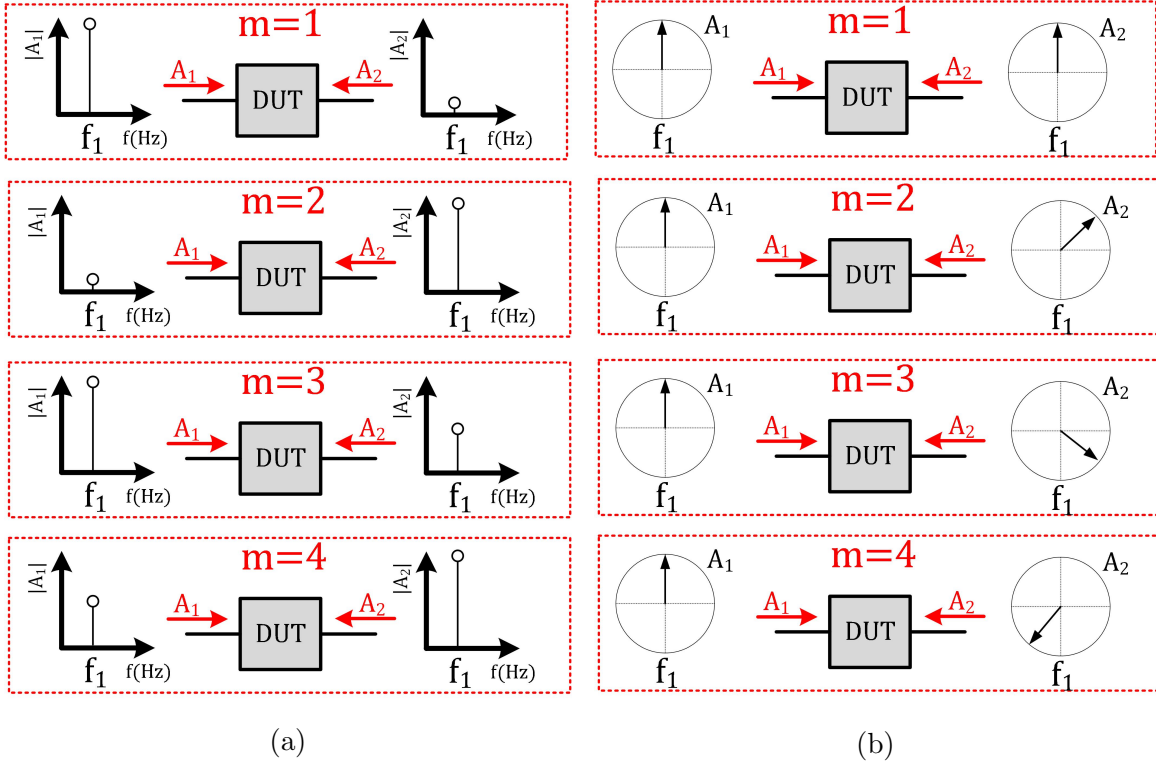 m=1
|A₁|
f₁ f(Hz)
A₁
DUT
A₂
|A₂|
f₁ f(Hz)
m=2
|A₁|
f₁ f(Hz)
A₁
DUT
A₂
|A₂|
f₁ f(Hz)
m=3
|A₁|
f₁ f(Hz)
A₁
DUT
A₂
|A₂|
f₁ f(Hz)
m=4
|A₁|
f₁ f(Hz)
A₁
DUT
A₂
|A₂|
f₁ f(Hz)
(a)
m=1
A₁
f₁
A₁
DUT
A₂
A₂
f₁
m=2
A₁
f₁
A₁
DUT
A₂
A₂
f₁
m=3
A₁
f₁
A₁
DUT
A₂
A₂
f₁
m=4
A₁
f₁
A₁
DUT
A₂
A₂
f₁
(b)